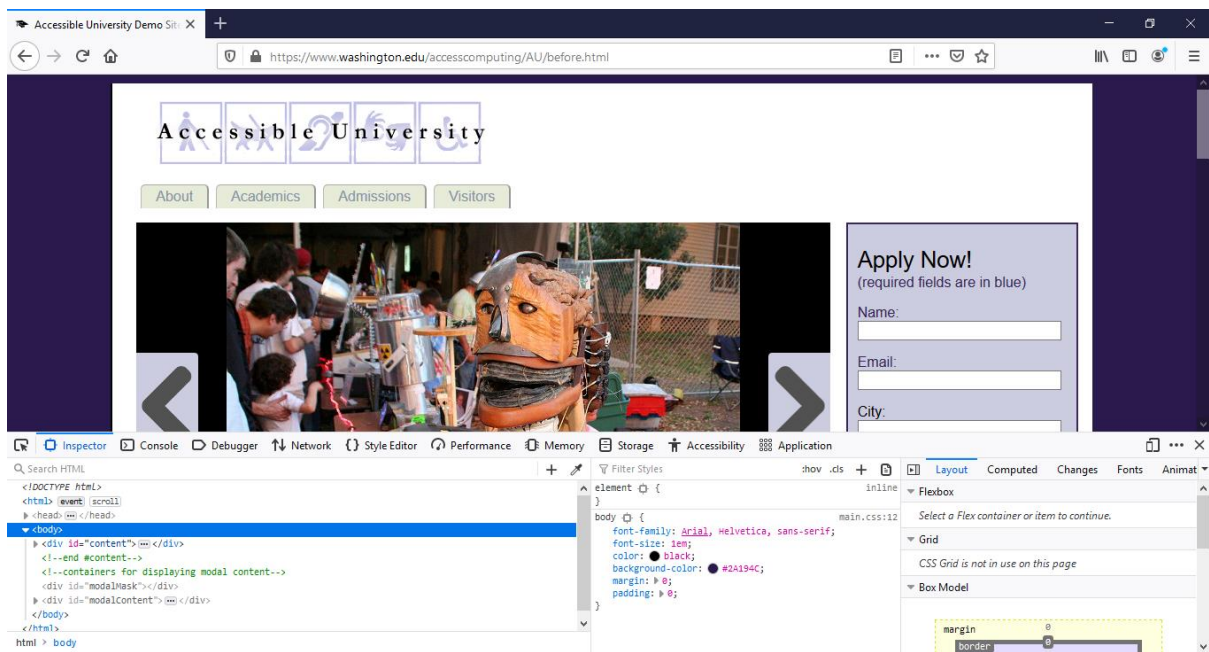 Accessible University Demo Sit
https://www.washington.edu/accesscomputing/AU/before.html
Accessible University
About Academics Admissions Visitors
Apply Now!
(required fields are in blue)
Name:
Email:
City:
Inspector Console Debugger Network {} Style Editor Performance Memory Storage Accessibility Application
Search HTML
<!DOCTYPE html>
<html> event scroll
<head> ••• </head>
<body>
<div id="content"> ••• </div>
<!--end #content-->
<!--containers for displaying modal content-->
<div id="modalMask"></div>
<div id="modalContent"> ••• </div>
</body>
</html>
html > body
Filter Styles :hov .cls +
element { inline
}
body { main.css:12
font-family: Arial, Helvetica, sans-serif;
font-size: 1em;
color: black;
background-color: #2A194C;
margin: 0;
padding: 0;
}
Layout Computed Changes Fonts Animat
Flexbox
Select a Flex container or item to continue.
Grid
CSS Grid is not in use on this page
Box Model
margin 0
border 0